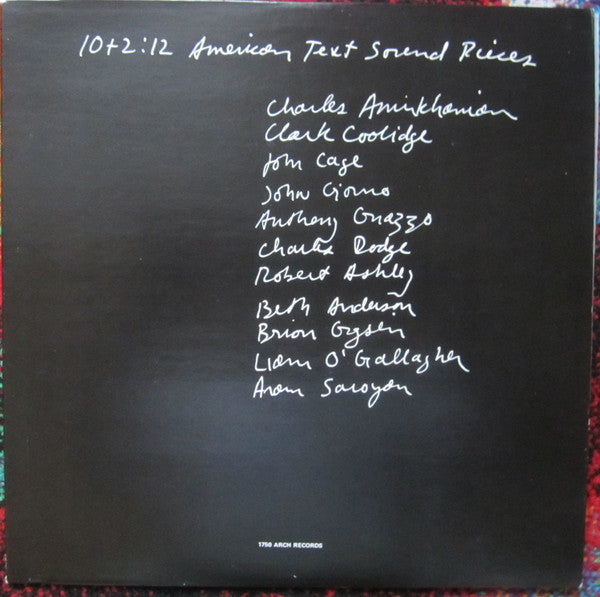 10+2:12 American Text Sound Pieces
Charles Amirkhanian
Clark Coolidge
John Cage
John Giorno
Anthony Gnazzo
Charles Dodge
Robert Ashley
Beth Anderson
Brion Gysin
Liam O'Gallagher
Aram Saroyan
1750 ARCH RECORDS